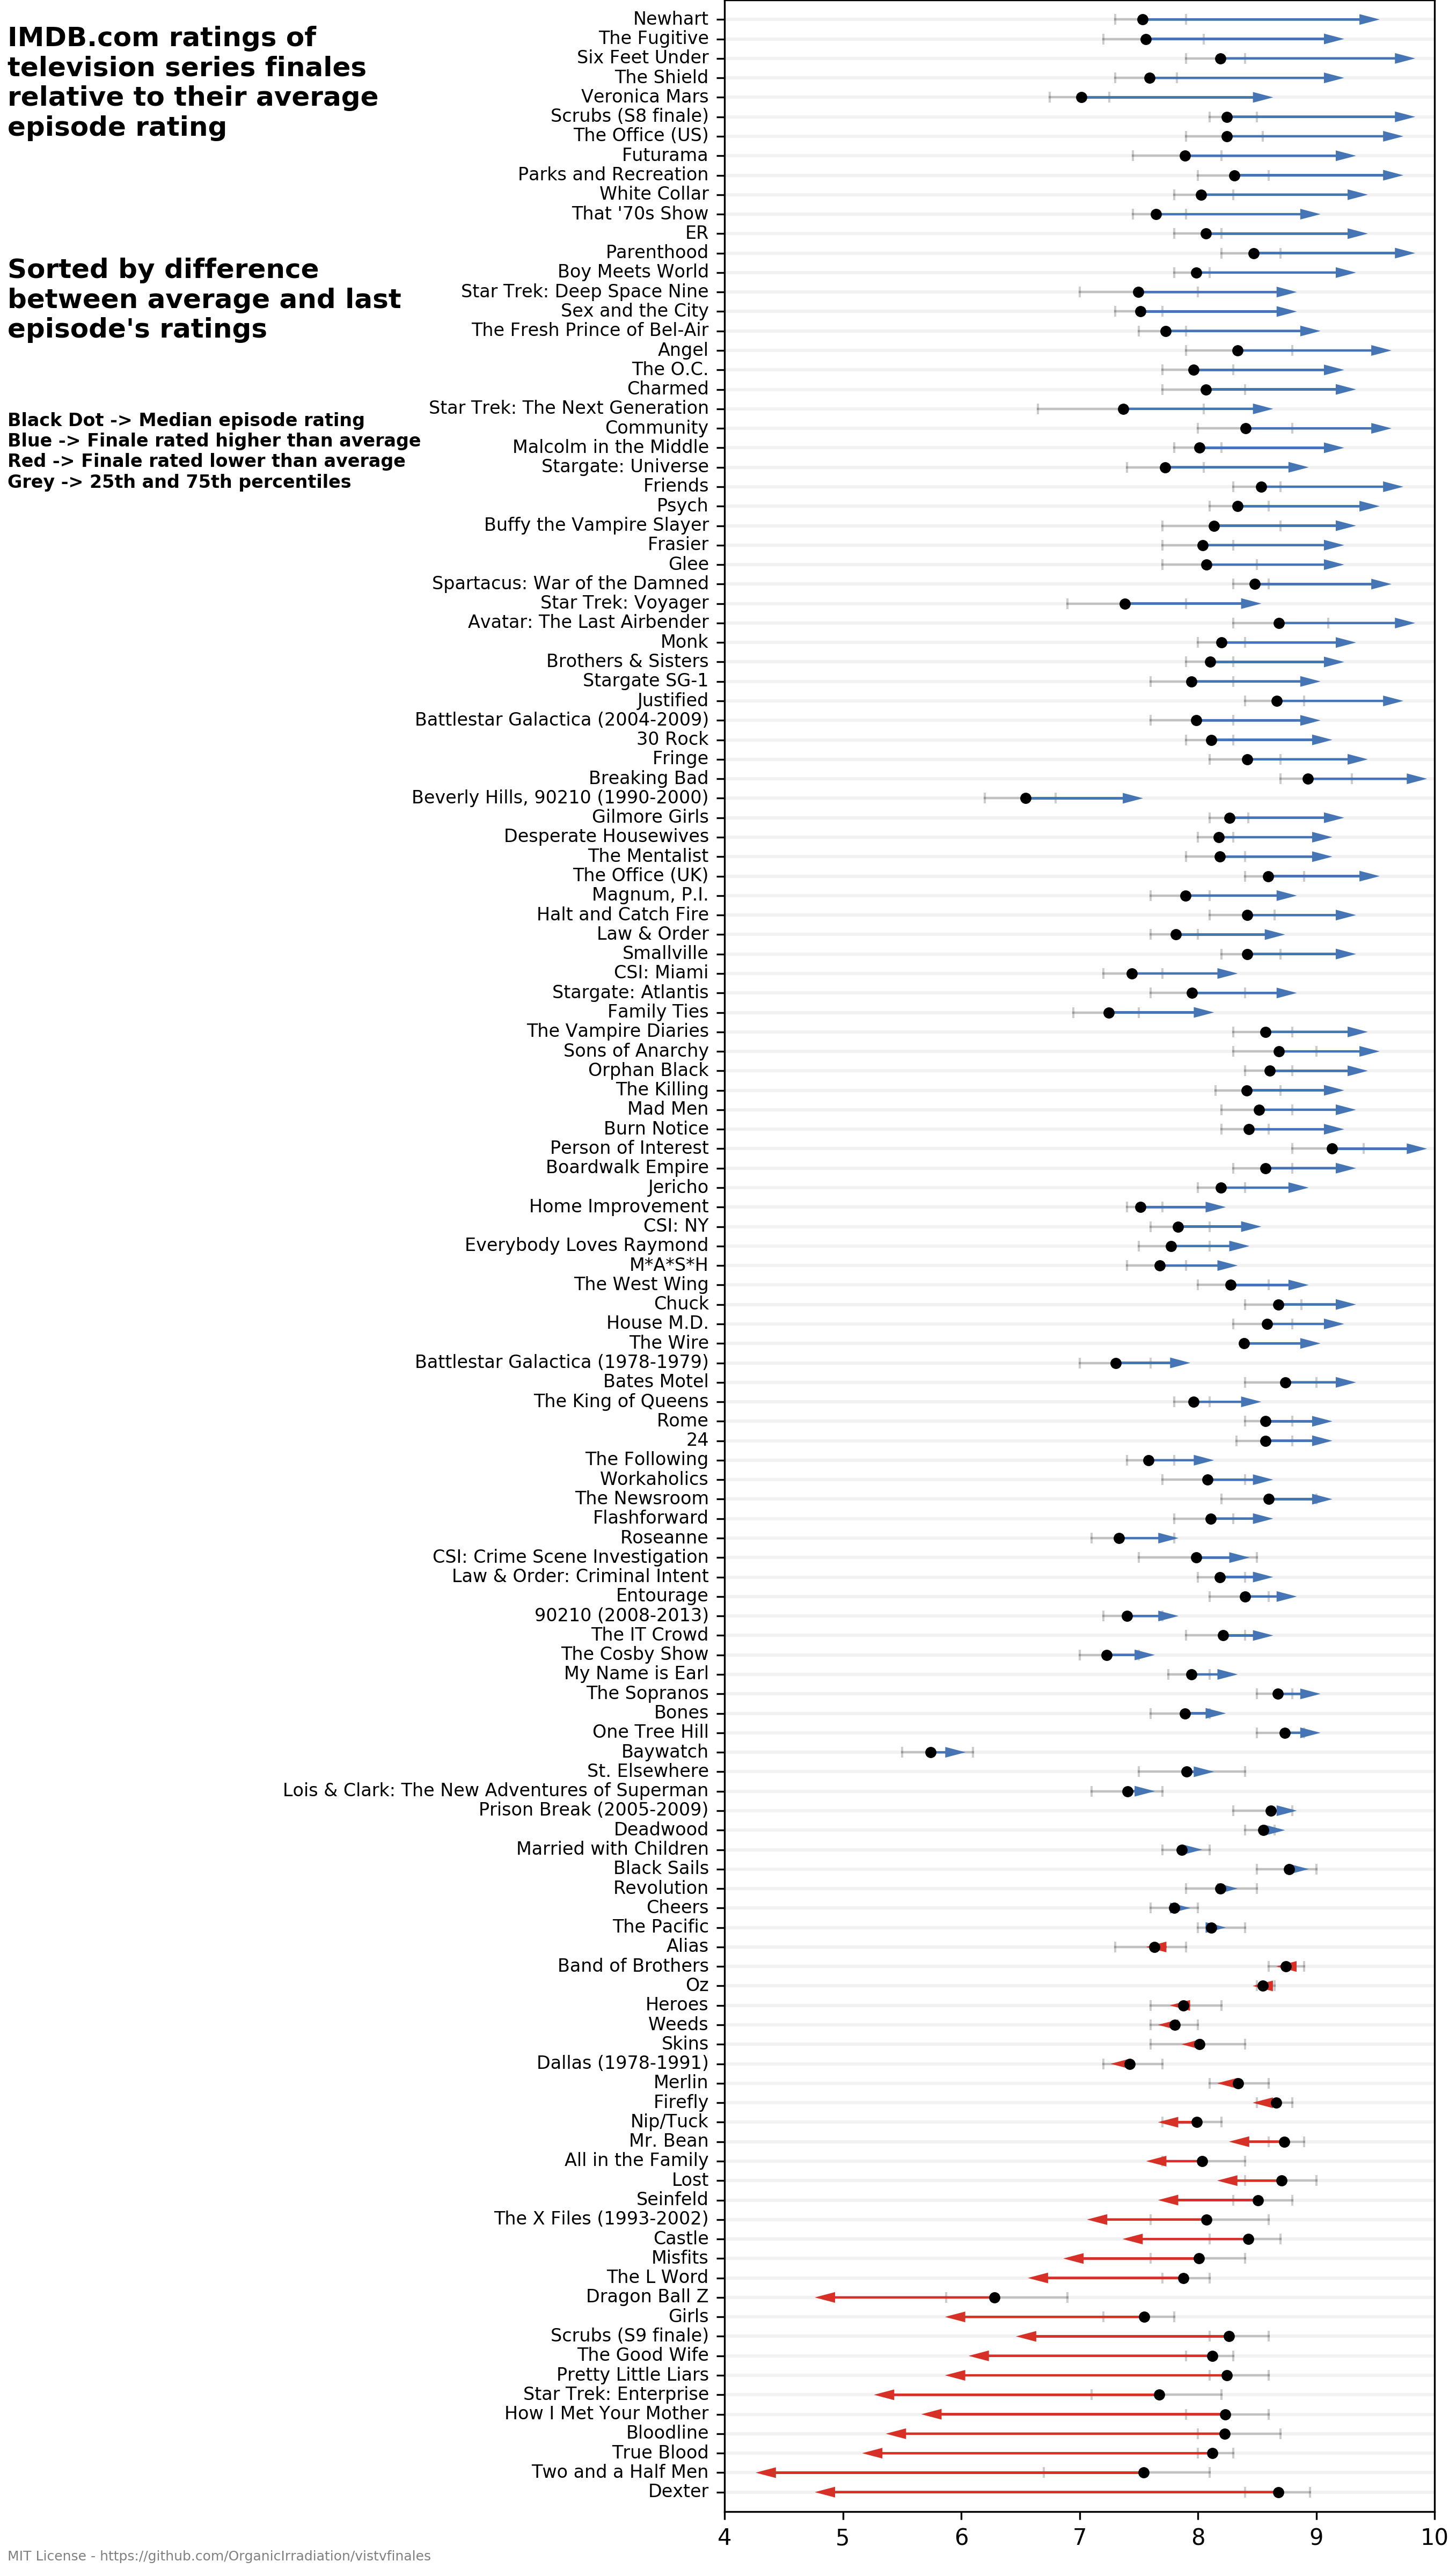 IMDB.com ratings of
television series finales
relative to their average
episode rating
Sorted by difference
between average and last
episode's ratings
Black Dot -> Median episode rating
Blue -> Finale rated higher than average
Red -> Finale rated lower than average
Grey -> 25th and 75th percentiles
Newhart
The Fugitive
Six Feet Under
The Shield
Veronica Mars
Scrubs (S8 finale)
The Office (US)
Futurama
Parks and Recreation
White Collar
That '70s Show
ER
Parenthood
Boy Meets World
Star Trek: Deep Space Nine
Sex and the City
The Fresh Prince of Bel-Air
Angel
The O.C.
Charmed
Star Trek: The Next Generation
Community
Malcolm in the Middle
Stargate: Universe
Friends
Psych
Buffy the Vampire Slayer
Frasier
Glee
Spartacus: War of the Damned
Star Trek: Voyager
Avatar: The Last Airbender
Monk
Brothers & Sisters
Stargate SG-1
Justified
Battlestar Galactica (2004-2009)
30 Rock
Fringe
Breaking Bad
Beverly Hills, 90210 (1990-2000)
Gilmore Girls
Desperate Housewives
The Mentalist
The Office (UK)
Magnum, P.I.
Halt and Catch Fire
Law & Order
Smallville
CSI: Miami
Stargate: Atlantis
Family Ties
The Vampire Diaries
Sons of Anarchy
Orphan Black
The Killing
Mad Men
Burn Notice
Person of Interest
Boardwalk Empire
Jericho
Home Improvement
CSI: NY
Everybody Loves Raymond
M*A*S*H
The West Wing
Chuck
House M.D.
The Wire
Battlestar Galactica (1978-1979)
Bates Motel
The King of Queens
Rome
24
The Following
Workaholics
The Newsroom
Flashforward
Roseanne
CSI: Crime Scene Investigation
Law & Order: Criminal Intent
Entourage
90210 (2008-2013)
The IT Crowd
The Cosby Show
My Name is Earl
The Sopranos
Bones
One Tree Hill
Baywatch
St. Elsewhere
Lois & Clark: The New Adventures of Superman
Prison Break (2005-2009)
Deadwood
Married with Children
Black Sails
Revolution
Cheers
The Pacific
Alias
Band of Brothers
Oz
Heroes
Weeds
Skins
Dallas (1978-1991)
Merlin
Firefly
Nip/Tuck
Mr. Bean
All in the Family
Lost
Seinfeld
The X Files (1993-2002)
Castle
Misfits
The L Word
Dragon Ball Z
Girls
Scrubs (S9 finale)
The Good Wife
Pretty Little Liars
Star Trek: Enterprise
How I Met Your Mother
Bloodline
True Blood
Two and a Half Men
Dexter
4 5 6 7 8 9 10
MIT License - https://github.com/OrganicIrradiation/vistvfinales